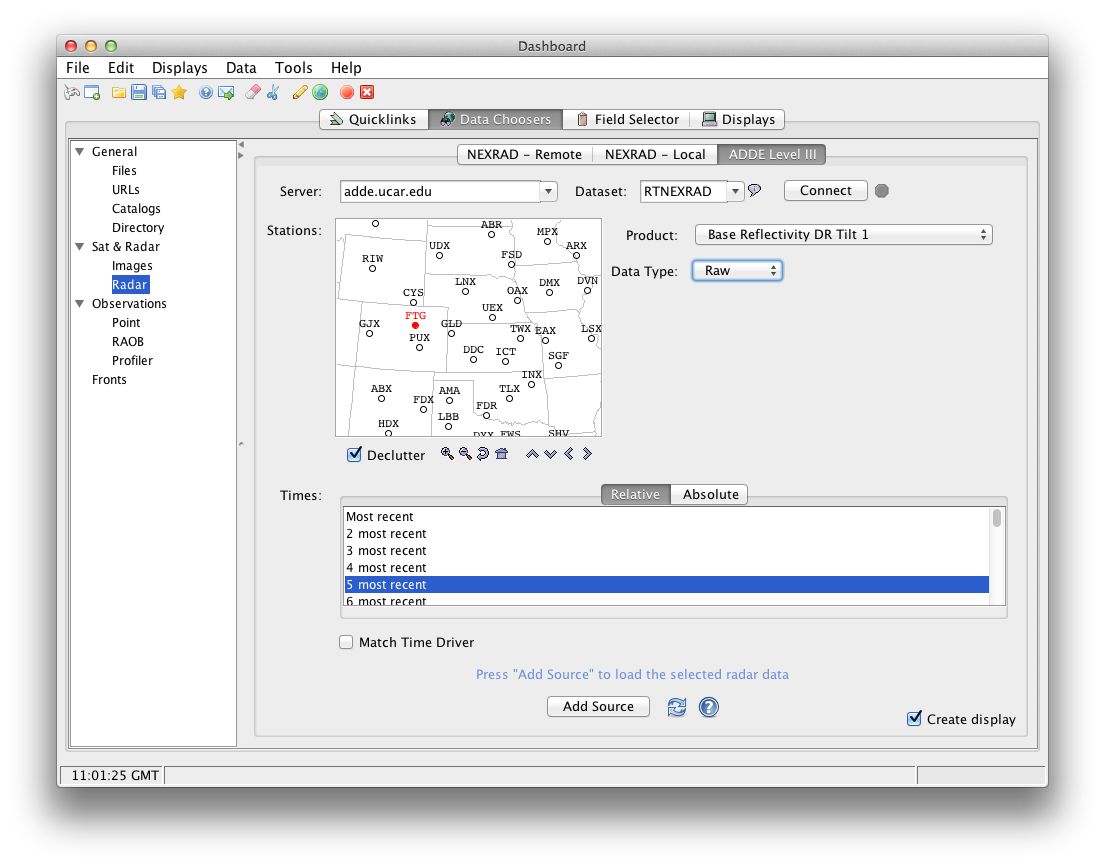 Dashboard
File Edit Displays Data Tools Help
Quicklinks Data Choosers Field Selector Displays
General
Files
URLs
Catalogs
Directory
Sat & Radar
Images
Radar
Observations
Point
RAOB
Profiler
Fronts
NEXRAD - Remote NEXRAD - Local ADDE Level III
Server: adde.ucar.edu Dataset: RTNEXRAD Connect
Stations:
ABR MPX
UDX ARX
RIW FSD
LNX DMX DVN
CYS OAX
UEX
FTG
GJX GLD TWX EAX LSX
PUX
DDC ICT SGF
INX
ABX AMA TLX
FDX FDR
HDX LBB
DYX FWS SHV
Product: Base Reflectivity DR Tilt 1
Data Type: Raw
Declutter
Times: Relative Absolute
Most recent
2 most recent
3 most recent
4 most recent
5 most recent
6 most recent
Match Time Driver
Press "Add Source" to load the selected radar data
Add Source
Create display
11:01:25 GMT